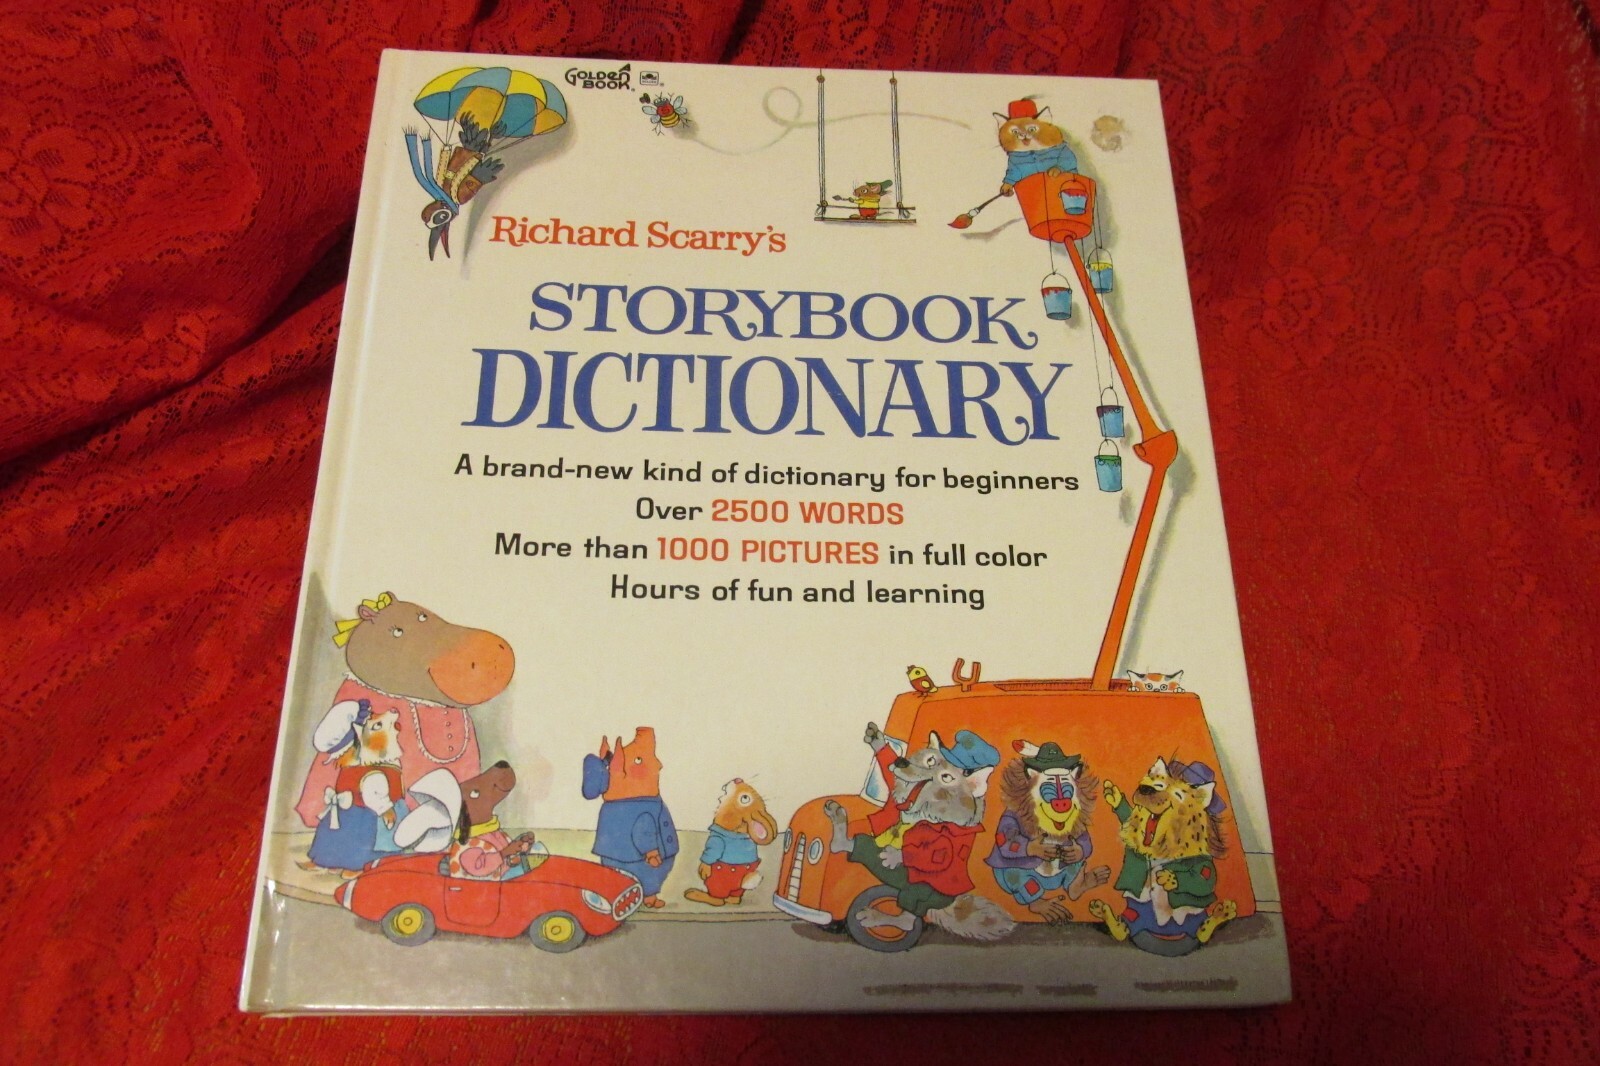 A
GOLDEN
BOOK®
Richard Scarry's
STORYBOOK
DICTIONARY
A brand-new kind of dictionary for beginners
Over 2500 WORDS
More than 1000 PICTURES in full color
Hours of fun and learning